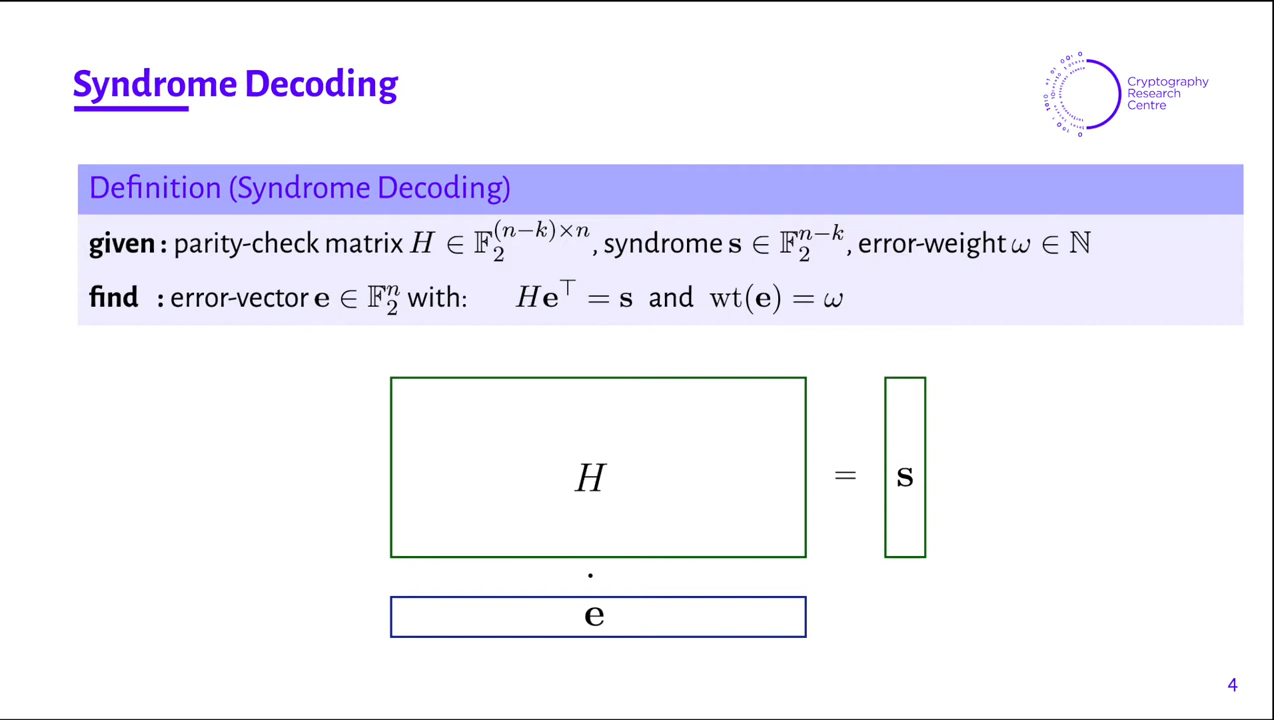 Syndrome Decoding
Cryptography
Research
Centre
Definition (Syndrome Decoding)
given : parity-check matrix H ∈ 𝔽₂^{(n−k)×n}, syndrome s ∈ 𝔽₂^{n−k}, error-weight ω ∈ ℕ
find : error-vector e ∈ 𝔽₂^n with: He^⊤ = s and wt(e) = ω
H = s
·
e
4